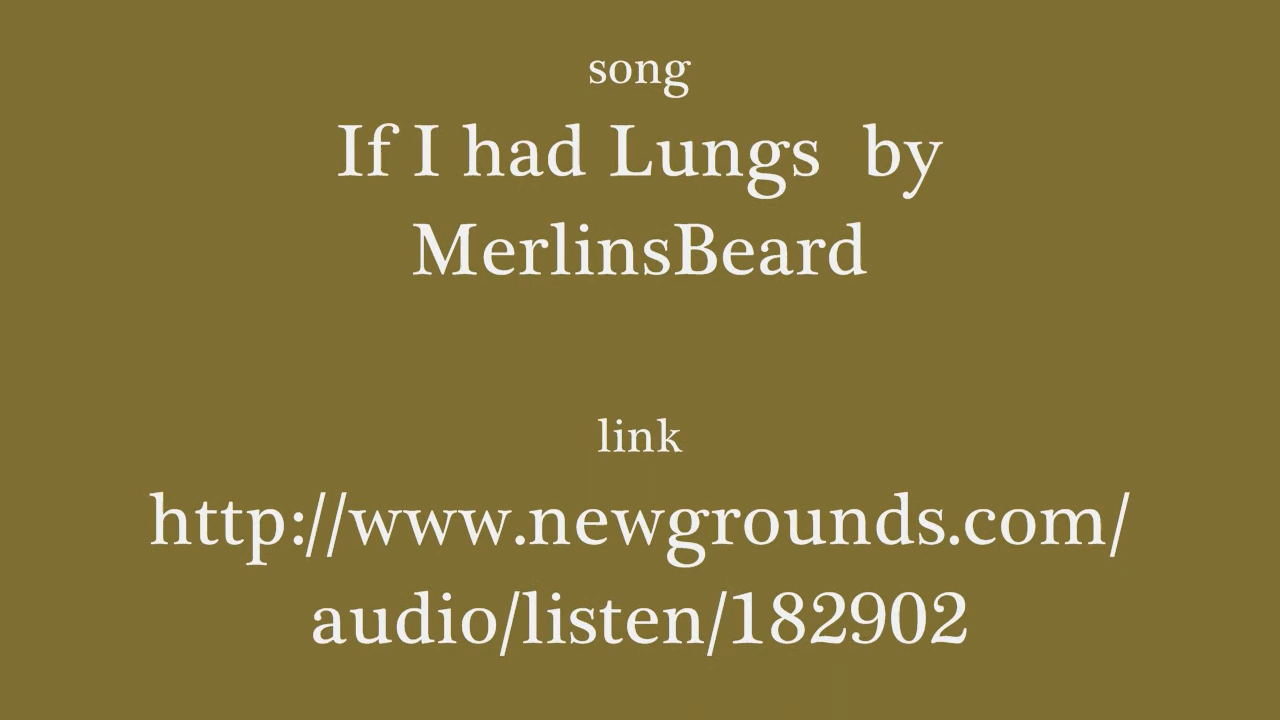 song
If I had Lungs  by
MerlinsBeard
link
http://www.newgrounds.com/
audio/listen/182902